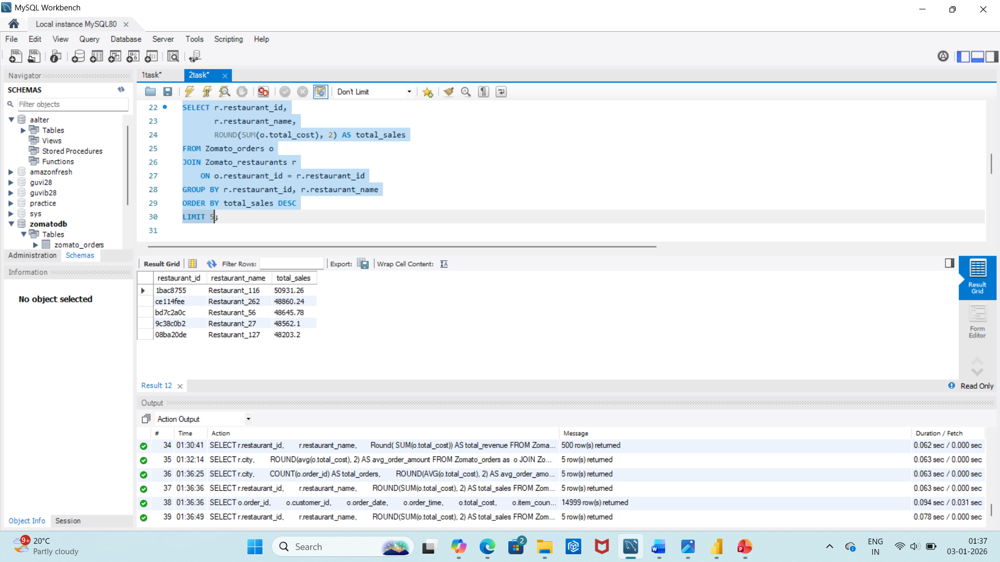 MySQL Workbench
Local instance MySQL80
File Edit View Query Database Server Tools Scripting Help
Navigator
SCHEMAS
Filter objects
aalter
Tables
Views
Stored Procedures
Functions
amazonfresh
guvi28
guvib28
practice
sys
zomatodb
Tables
zomato_orders
Administration Schemas
Information
No object selected
Object Info Session
1task* 2task*
Don't Limit
22 SELECT r.restaurant_id,
23 r.restaurant_name,
24 ROUND(SUM(o.total_cost), 2) AS total_sales
25 FROM Zomato_orders o
26 JOIN Zomato_restaurants r
27 ON o.restaurant_id = r.restaurant_id
28 GROUP BY r.restaurant_id, r.restaurant_name
29 ORDER BY total_sales DESC
30 LIMIT 5;
31
Result Grid Filter Rows: Export: Wrap Cell Content:
restaurant_id restaurant_name total_sales
1bac8755 Restaurant_116 50931.26
ce114fee Restaurant_262 48860.24
bd7c2a0c Restaurant_56 48645.78
9c38c0b2 Restaurant_27 48562.1
08ba20de Restaurant_127 48203.2
Result Grid
Form Editor
Result 12
Read Only
Output
Action Output
# Time Action Message Duration / Fetch
34 01:30:41 SELECT r.restaurant_id, r.restaurant_name, Round( SUM(o.total_cost)) AS total_revenue FROM Zoma... 500 row(s) returned 0.062 sec / 0.000 sec
35 01:32:14 SELECT r.city, ROUND(avg(o.total_cost), 2) AS avg_order_amount FROM Zomato_orders as o JOIN Zo... 5 row(s) returned 0.063 sec / 0.000 sec
36 01:36:25 SELECT r.city, COUNT(o.order_id) AS total_orders, ROUND(AVG(o.total_cost), 2) AS avg_order_amo... 5 row(s) returned 0.063 sec / 0.000 sec
37 01:36:36 SELECT r.restaurant_id, r.restaurant_name, ROUND(SUM(o.total_cost), 2) AS total_sales FROM Zom... 5 row(s) returned 0.063 sec / 0.000 sec
38 01:36:36 SELECT o.order_id, o.customer_id, o.order_date, o.order_time, o.total_cost, o.item_coun... 14999 row(s) returned 0.094 sec / 0.031 sec
39 01:36:49 SELECT r.restaurant_id, r.restaurant_name, ROUND(SUM(o.total_cost), 2) AS total_sales FROM Zom... 5 row(s) returned 0.078 sec / 0.000 sec
9+ 20°C
Partly cloudy
Search
2
ENG
IN
01:37
03-01-2026